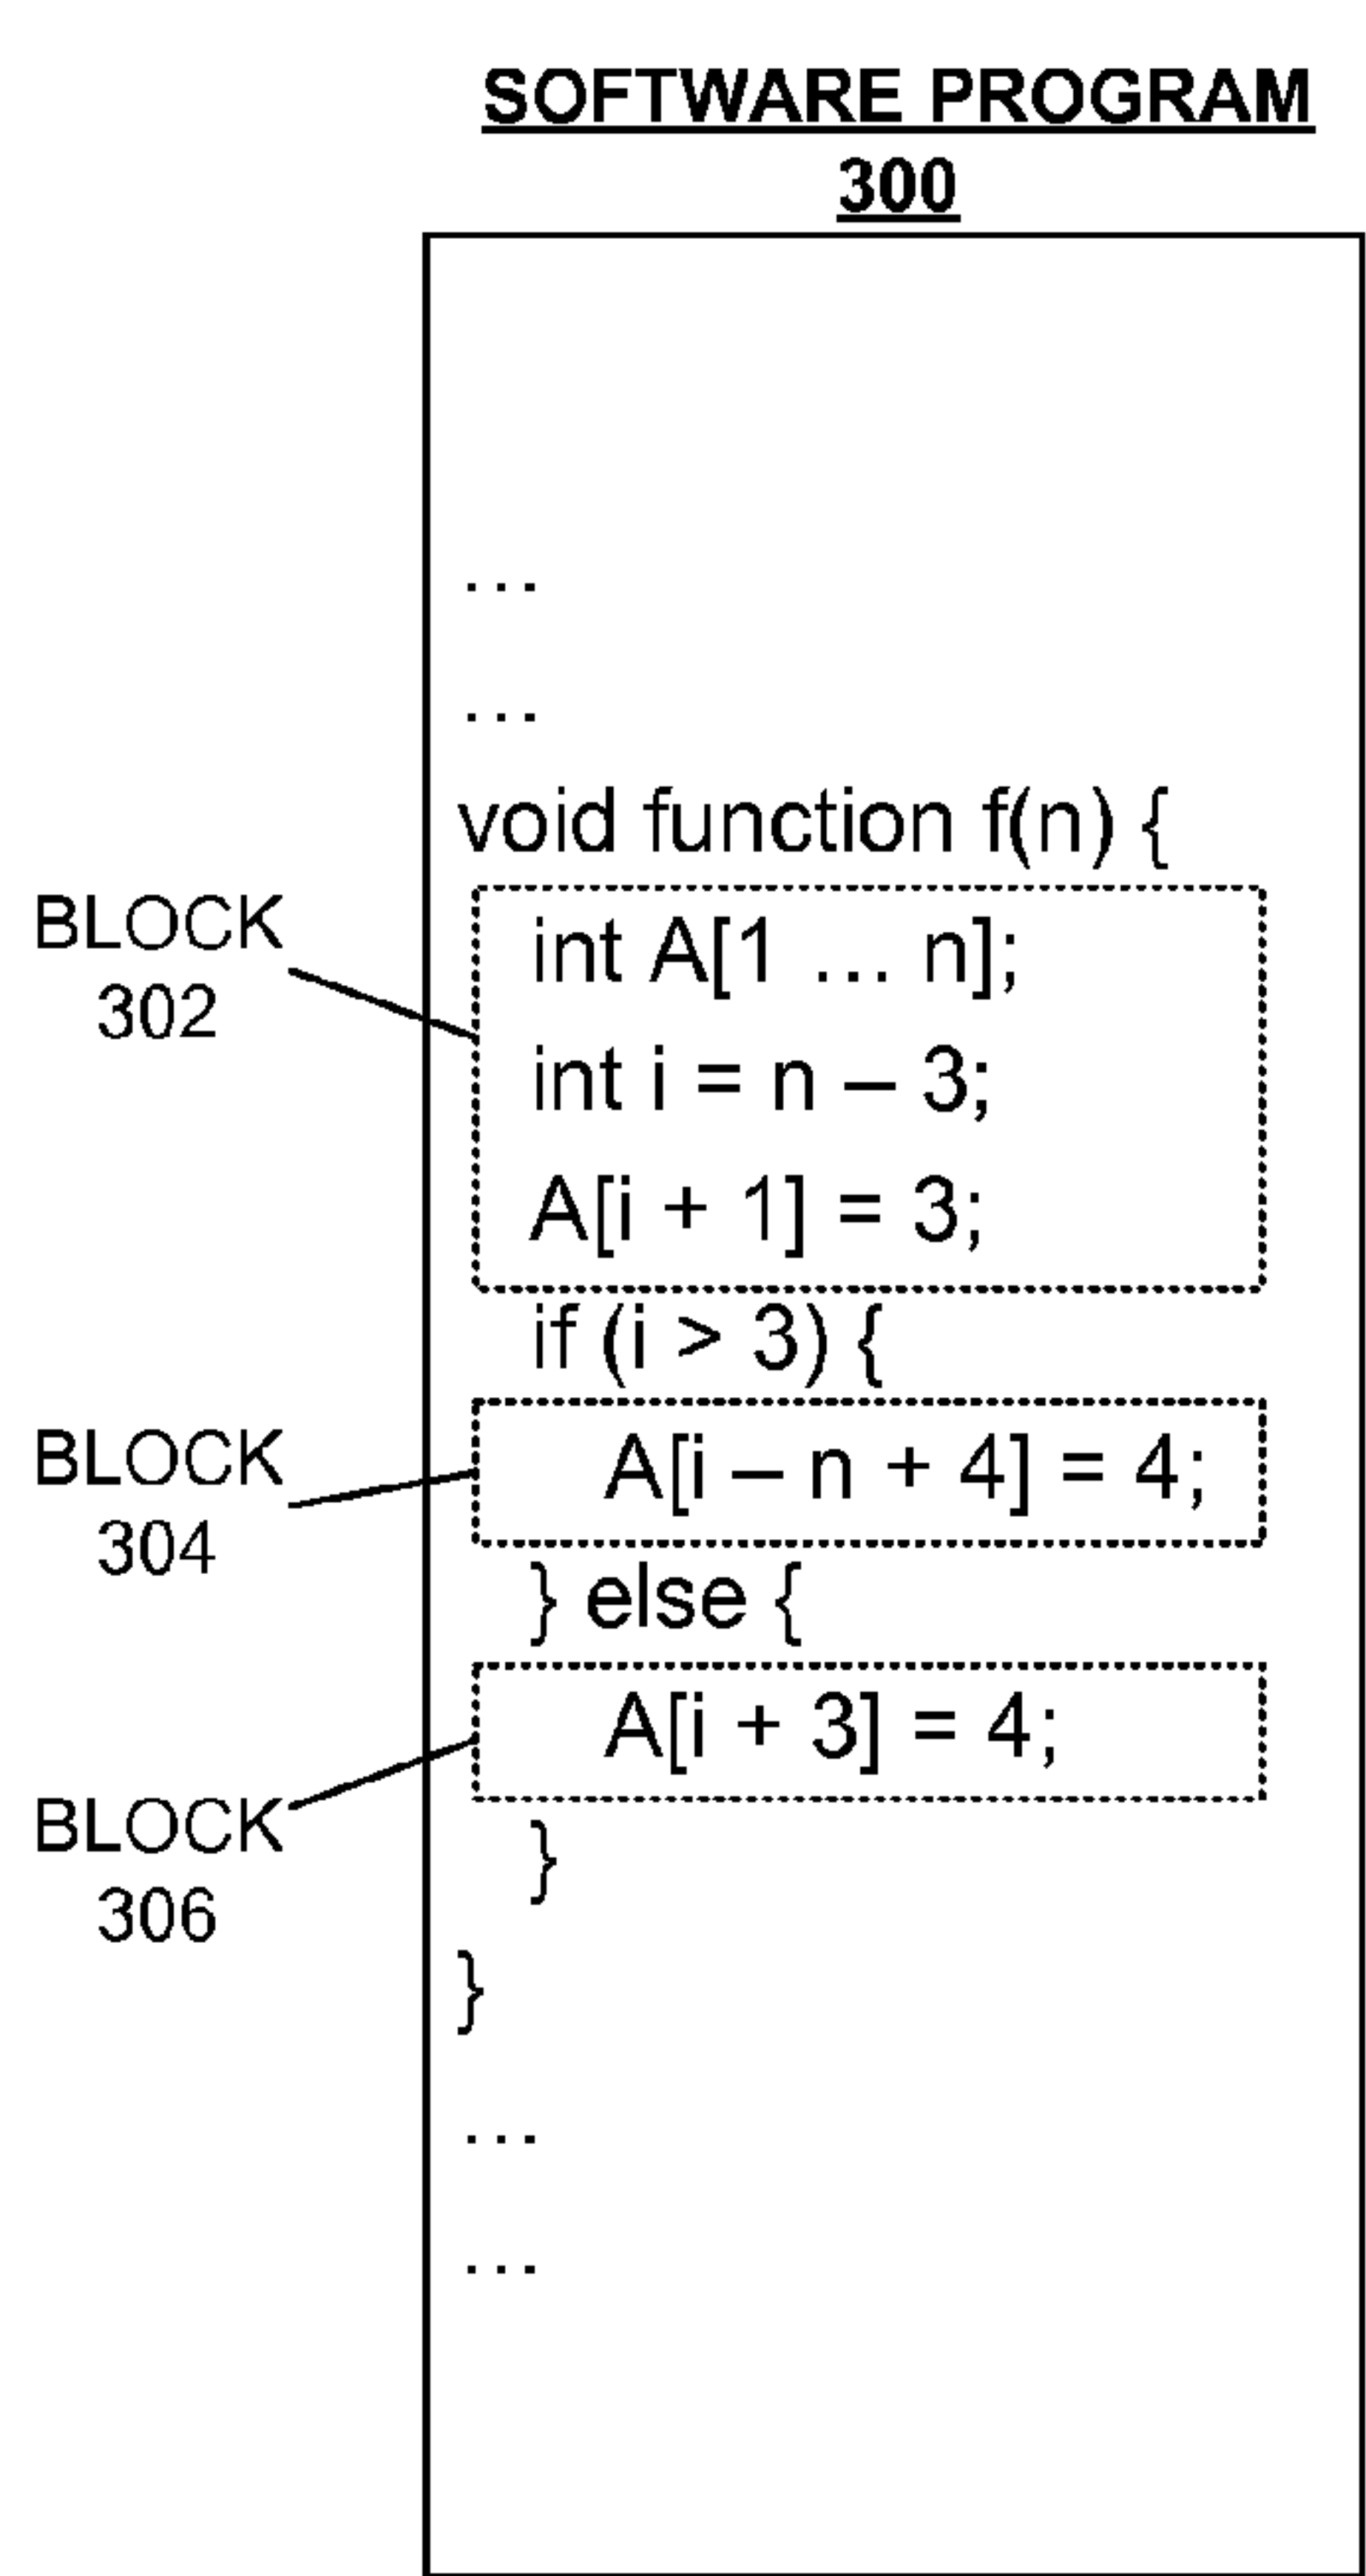 SOFTWARE PROGRAM
300
...
...
void function f(n) {
BLOCK
302
int A[1 ... n];
int i = n – 3;
A[i + 1] = 3;
if (i > 3) {
BLOCK
304
A[i – n + 4] = 4;
} else {
BLOCK
306
A[i + 3] = 4;
}
}
...
...